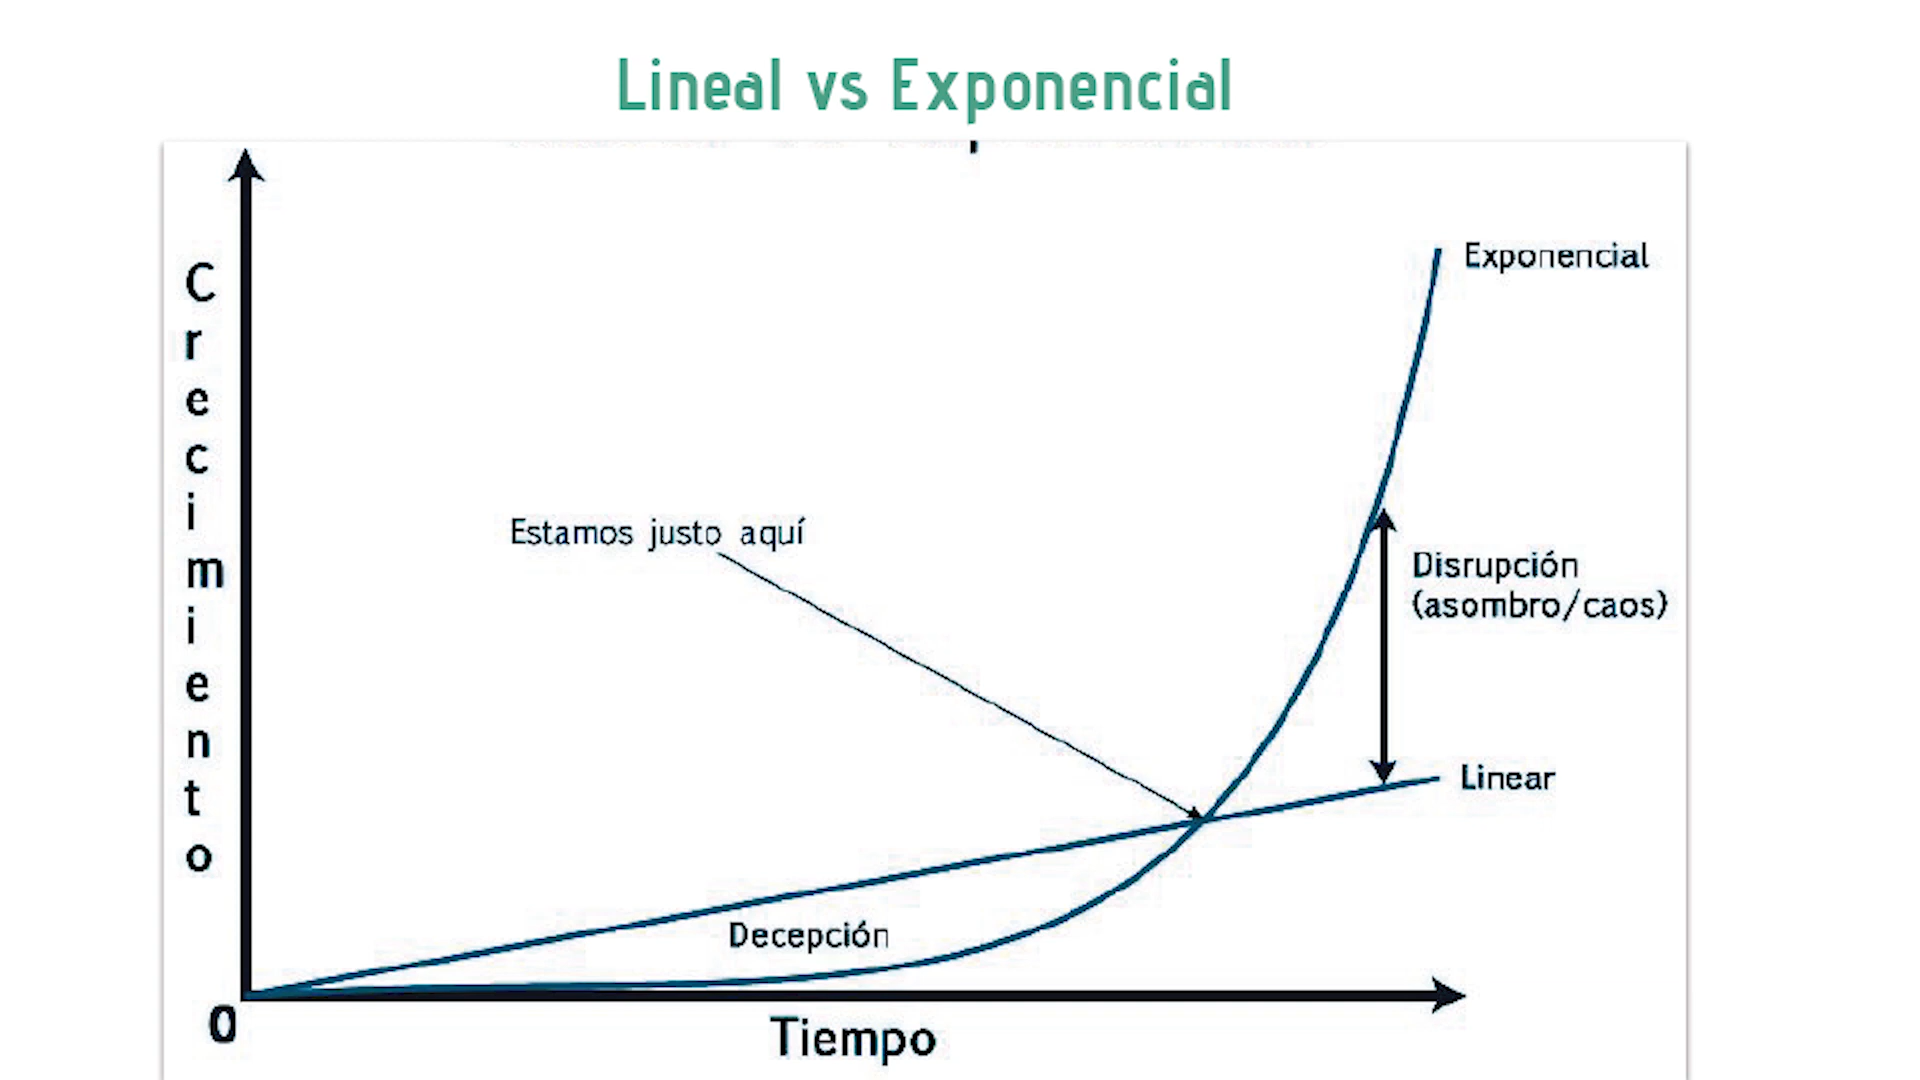 Lineal vs Exponencial
Crecimiento
Exponencial
Estamos justo aquí
Disrupción
(asombro/caos)
Linear
Decepción
0
Tiempo